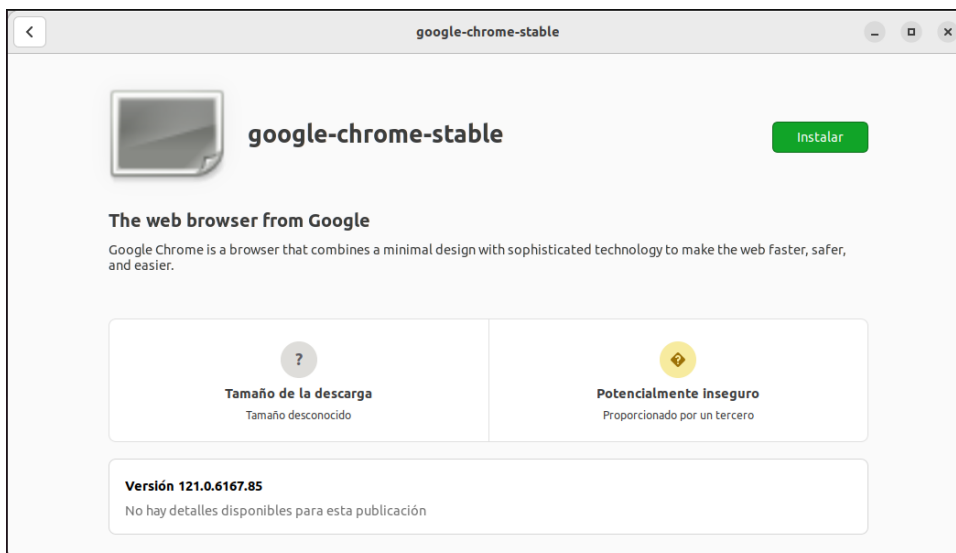 google-chrome-stable
google-chrome-stable
Instalar
The web browser from Google
Google Chrome is a browser that combines a minimal design with sophisticated technology to make the web faster, safer,
and easier.
?
Tamaño de la descarga
Tamaño desconocido
?
Potencialmente inseguro
Proporcionado por un tercero
Versión 121.0.6167.85
No hay detalles disponibles para esta publicación